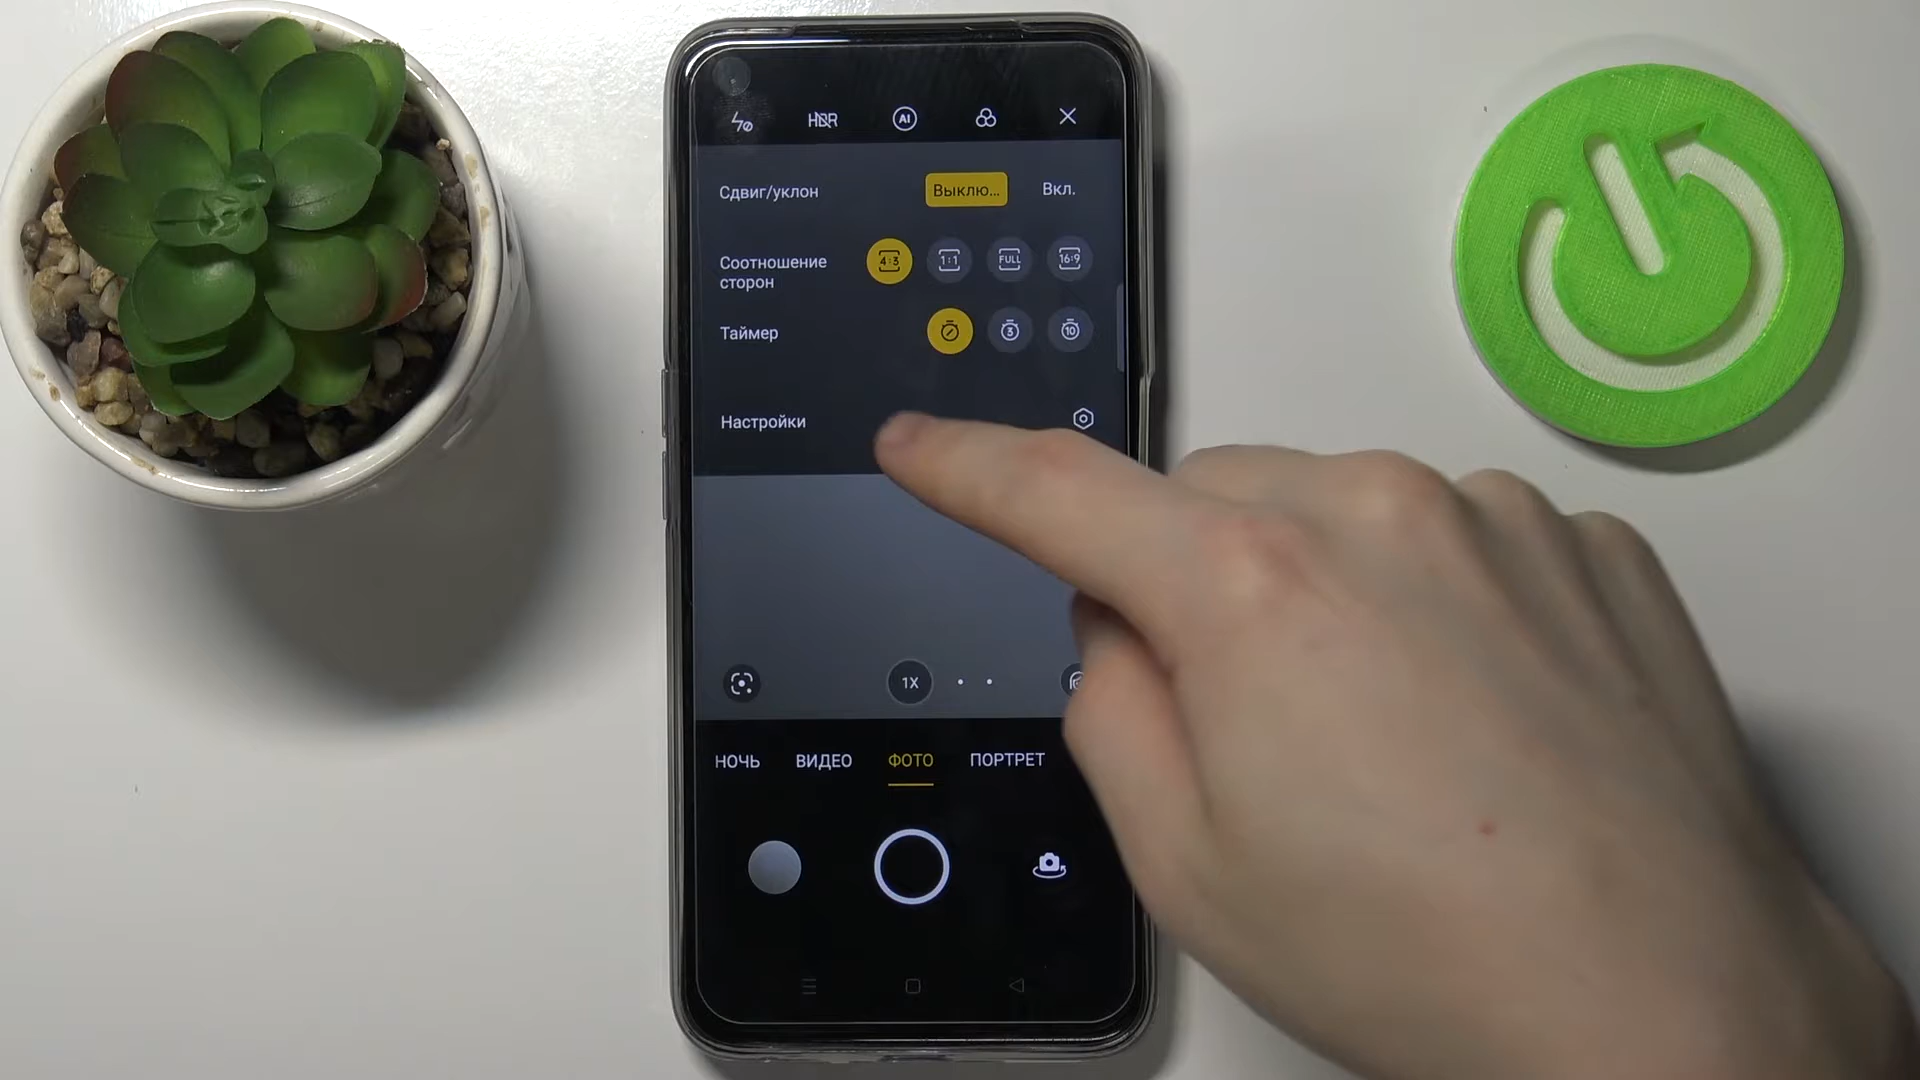 HDR
AI
Сдвиг/уклон
Выклю...
Вкл.
Соотношение
сторон
4:3
1:1
FULL
16:9
Таймер
3
10
Настройки
1X
НОЧЬ
ВИДЕО
ФОТО
ПОРТРЕТ